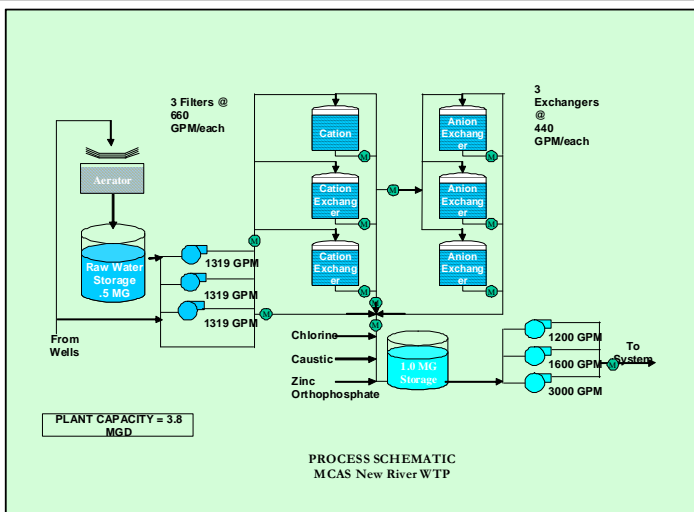 3 Filters @
660
GPM/each
3
Exchangers
@
440
GPM/each
Cation
Anion
Exchang
er
Aerator
Cation
Exchang
er
Anion
Exchang
er
M
M
M
M
M
M
Raw Water
Storage
.5 MG
Cation
Exchang
er
Anion
Exchang
er
1319 GPM
1319 GPM
1319 GPM
M
M
M
M
From
Wells
Chlorine
Caustic
Zinc
Orthophosphate
M
1.0 MG
Storage
1200 GPM
1600 GPM
3000 GPM
To
System
M
PLANT CAPACITY = 3.8
MGD
PROCESS SCHEMATIC
MCAS New River WTP